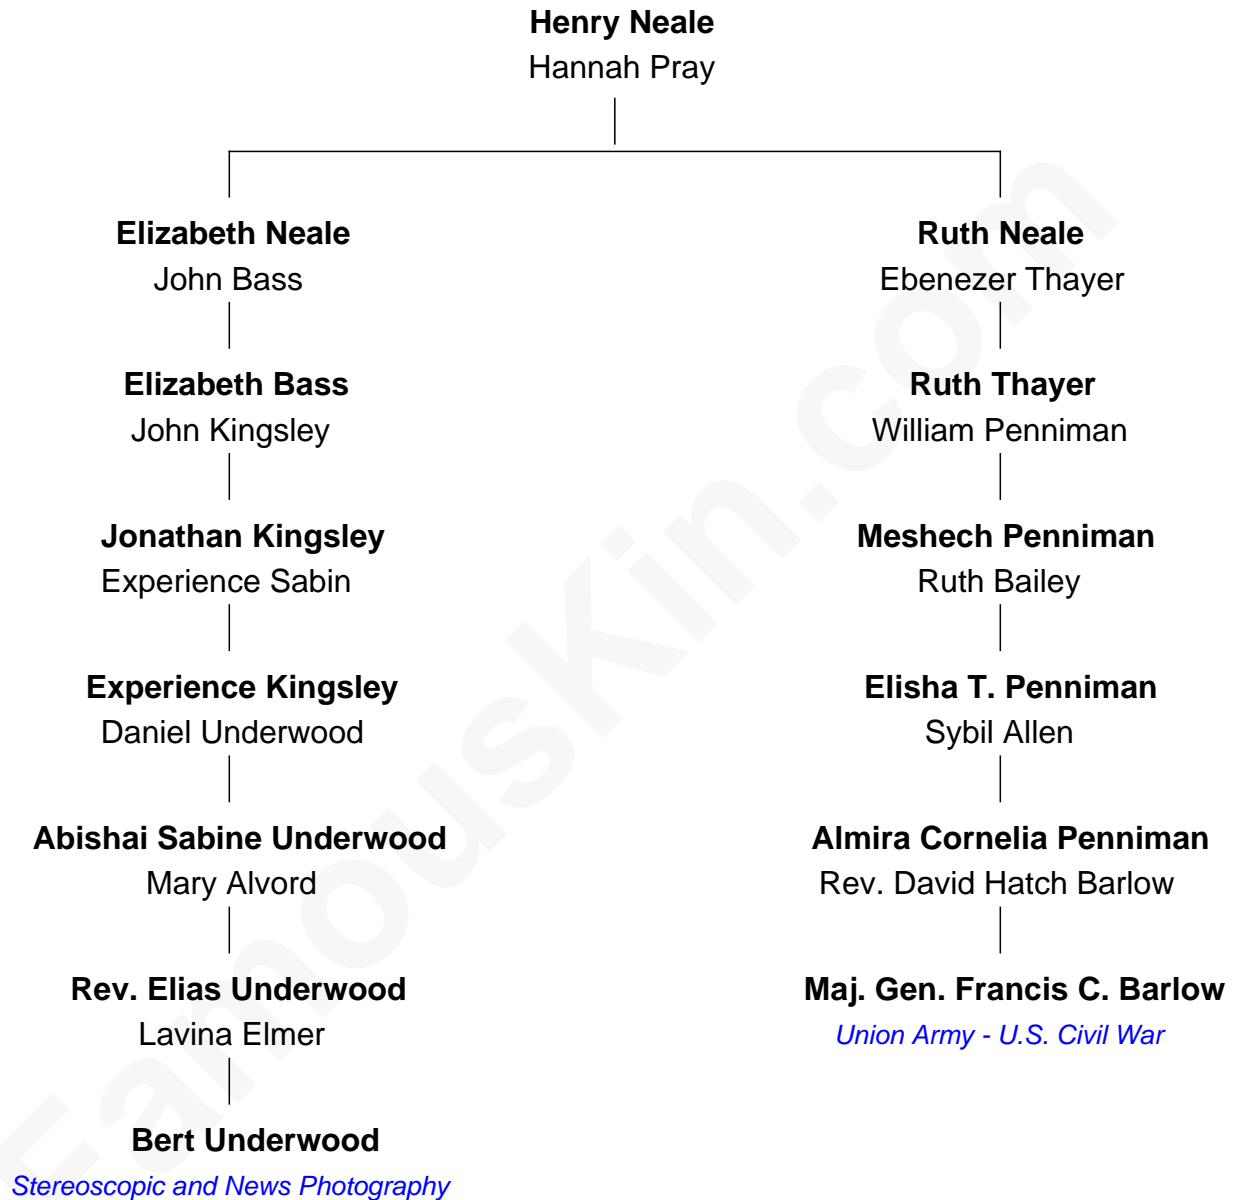 Henry Neale
Hannah Pray
Elizabeth Neale
John Bass
Ruth Neale
Ebenezer Thayer
Elizabeth Bass
John Kingsley
Ruth Thayer
William Penniman
Jonathan Kingsley
Experience Sabin
Meshech Penniman
Ruth Bailey
Experience Kingsley
Daniel Underwood
Elisha T. Penniman
Sybil Allen
Abishai Sabine Underwood
Mary Alvord
Almira Cornelia Penniman
Rev. David Hatch Barlow
Rev. Elias Underwood
Lavina Elmer
Maj. Gen. Francis C. Barlow
Union Army - U.S. Civil War
Bert Underwood
Stereoscopic and News Photography
FamousKin.com